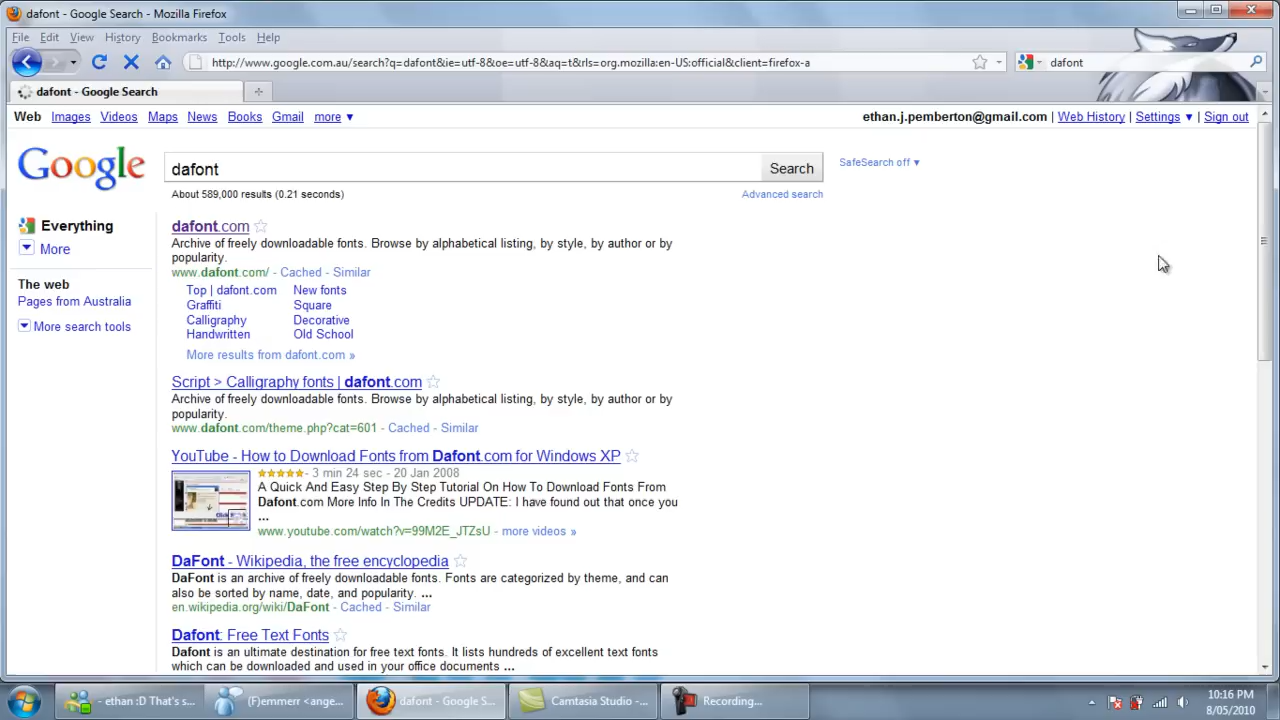 dafont - Google Search - Mozilla Firefox
File Edit View History Bookmarks Tools Help
http://www.google.com.au/search?q=dafont&ie=utf-8&oe=utf-8&aq=t&rls=org.mozilla:en-US:official&client=firefox-a
dafont
dafont - Google Search
Web Images Videos Maps News Books Gmail more ▼
ethan.j.pemberton@gmail.com | Web History | Settings ▼ | Sign out
Google
dafont
Search
SafeSearch off ▼
About 589,000 results (0.21 seconds)
Advanced search
Everything
More
The web
Pages from Australia
More search tools
dafont.com
Archive of freely downloadable fonts. Browse by alphabetical listing, by style, by author or by
popularity.
www.dafont.com/ - Cached - Similar
Top | dafont.com New fonts
Graffiti Square
Calligraphy Decorative
Handwritten Old School
More results from dafont.com »
Script > Calligraphy fonts | dafont.com
Archive of freely downloadable fonts. Browse by alphabetical listing, by style, by author or by
popularity.
www.dafont.com/theme.php?cat=601 - Cached - Similar
YouTube - How to Download Fonts from Dafont.com for Windows XP
- 3 min 24 sec - 20 Jan 2008
A Quick And Easy Step By Step Tutorial On How To Download Fonts From
Dafont.com More Info In The Credits UPDATE: I have found out that once you
...
www.youtube.com/watch?v=99M2E_JTZsU - more videos »
DaFont - Wikipedia, the free encyclopedia
DaFont is an archive of freely downloadable fonts. Fonts are categorized by theme, and can
also be sorted by name, date, and popularity. ...
en.wikipedia.org/wiki/DaFont - Cached - Similar
Dafont: Free Text Fonts
Dafont is an ultimate destination for free text fonts. It lists hundreds of excellent text fonts
which can be downloaded and used in your office documents ...
- ethan :D That's s...
(F)emmerr <ange...
dafont - Google S...
Camtasia Studio -...
Recording...
10:16 PM
8/05/2010